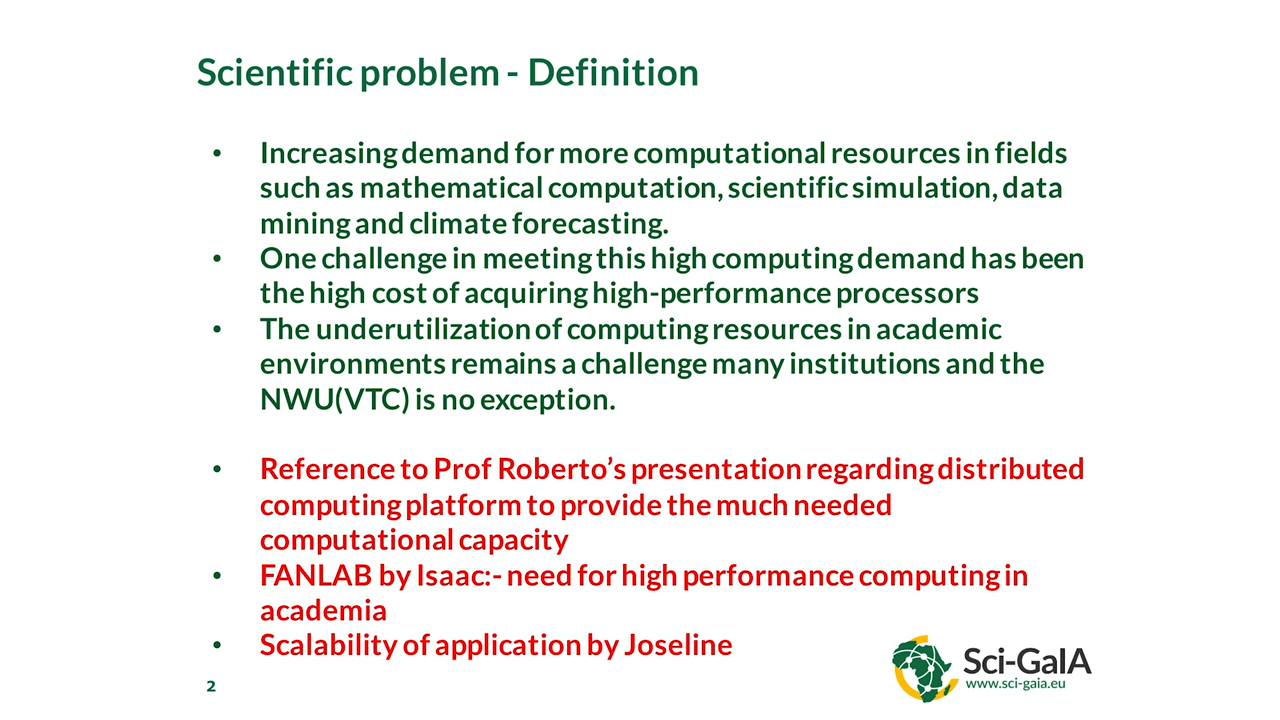 Scientific problem - Definition
• Increasing demand for more computational resources in fields
such as mathematical computation, scientific simulation, data
mining and climate forecasting.
• One challenge in meeting this high computing demand has been
the high cost of acquiring high-performance processors
• The underutilization of computing resources in academic
environments remains a challenge many institutions and the
NWU(VTC) is no exception.
• Reference to Prof Roberto’s presentation regarding distributed
computing platform to provide the much needed
computational capacity
• FANLAB by Isaac:- need for high performance computing in
academia
• Scalability of application by Joseline
Sci-GaIA
www.sci-gaia.eu
2